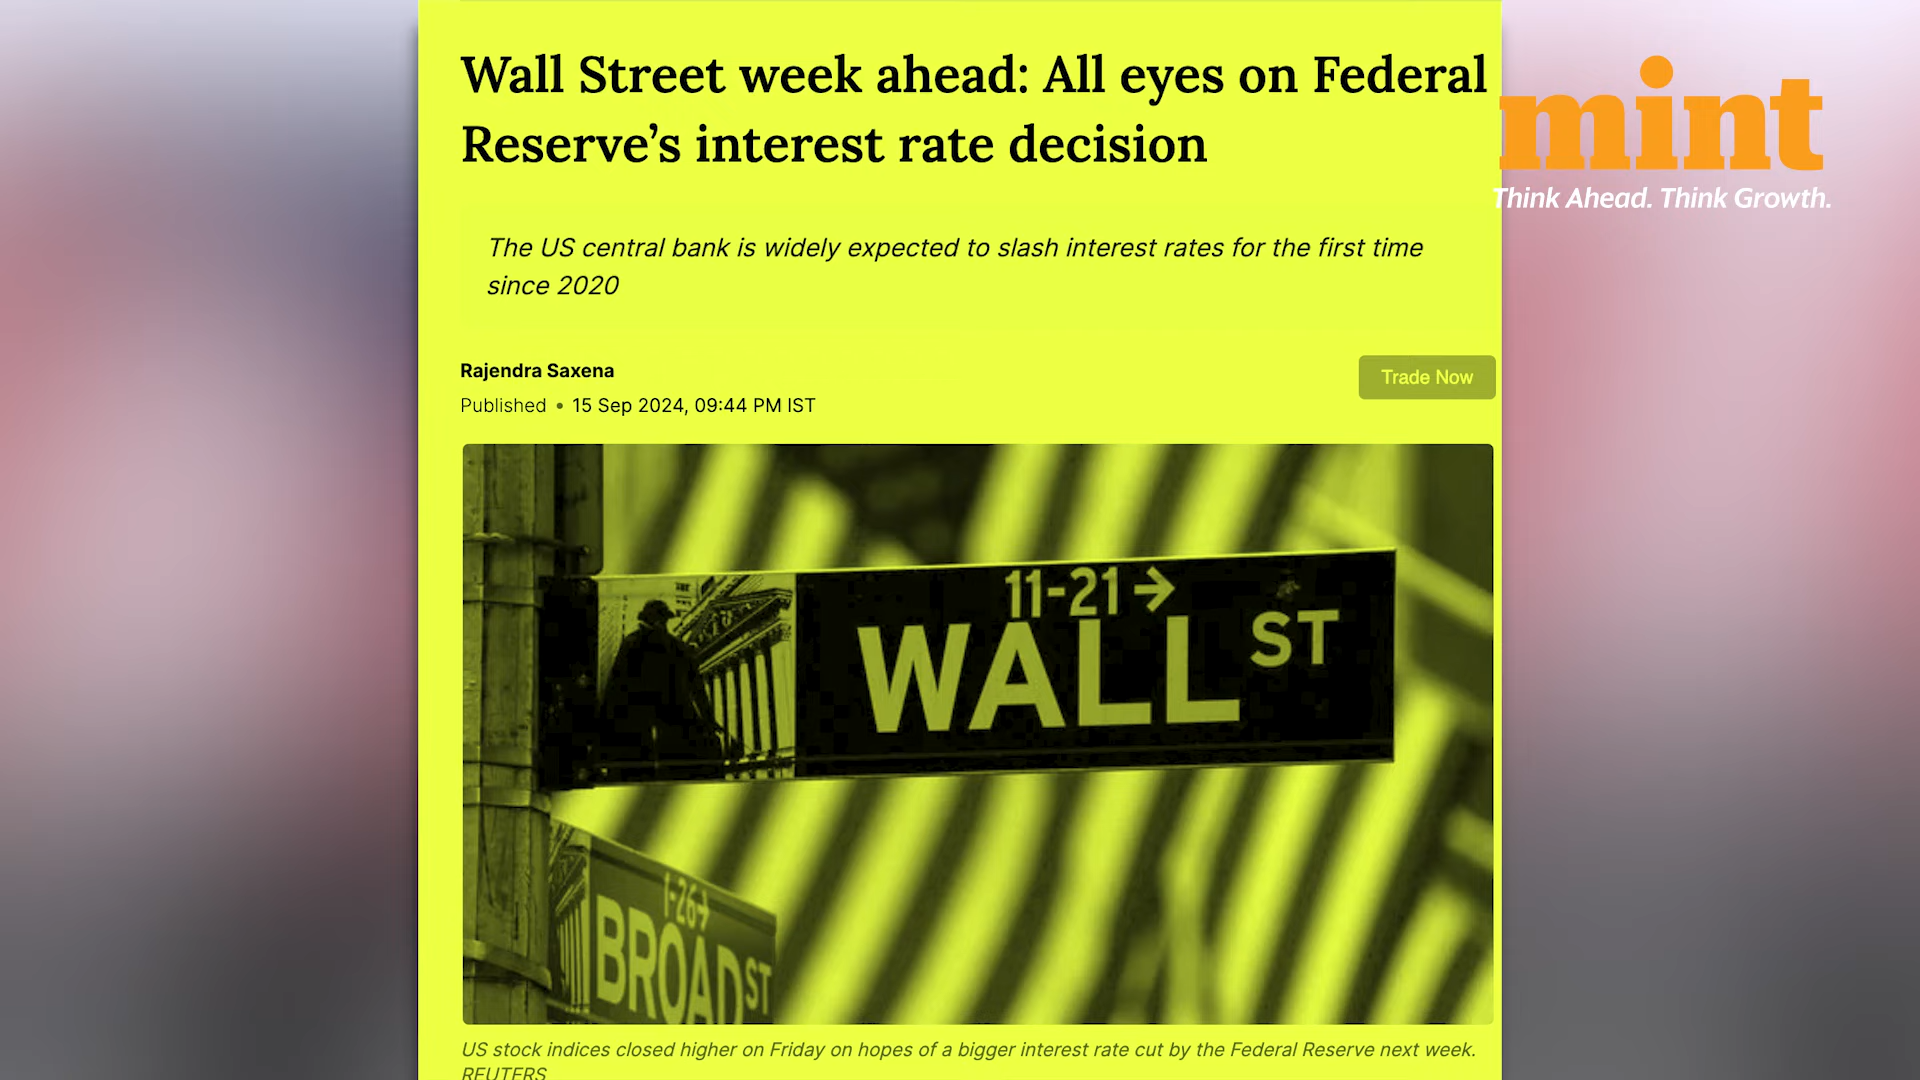 Wall Street week ahead: All eyes on Federal
Reserve’s interest rate decision
mint
Think Ahead. Think Growth.
The US central bank is widely expected to slash interest rates for the first time
since 2020
Rajendra Saxena
Published • 15 Sep 2024, 09:44 PM IST
Trade Now
11-21→
WALL ST
1-26→
BROAD ST
US stock indices closed higher on Friday on hopes of a bigger interest rate cut by the Federal Reserve next week.
REUTERS